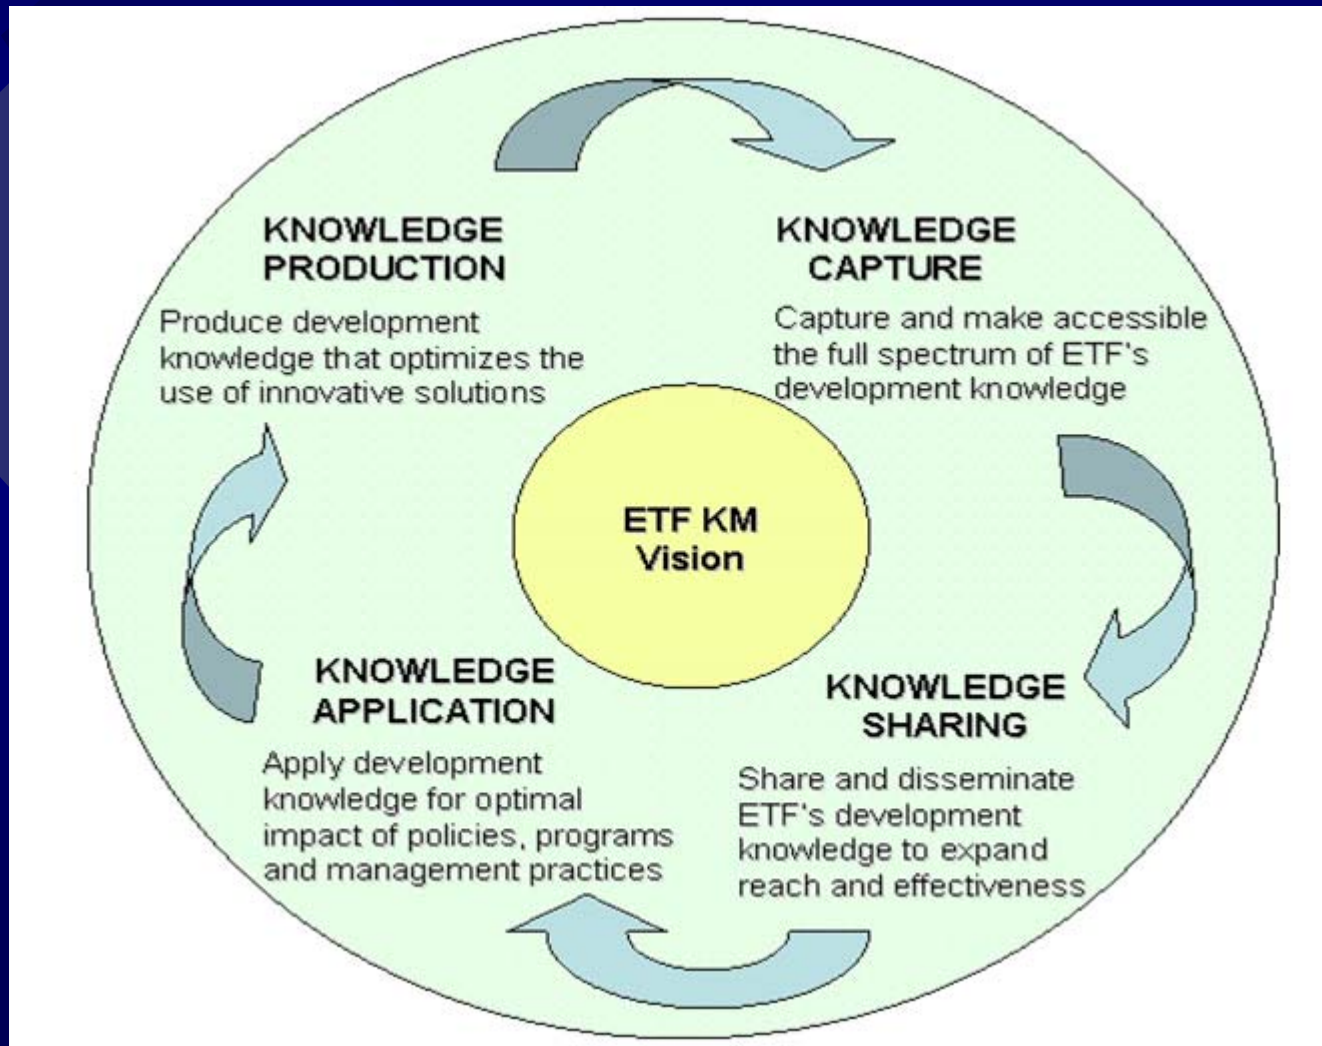 KNOWLEDGE
PRODUCTION
Produce development
knowledge that optimizes the
use of innovative solutions
KNOWLEDGE
CAPTURE
Capture and make accessible
the full spectrum of ETF's
development knowledge
ETF KM
Vision
KNOWLEDGE
APPLICATION
Apply development
knowledge for optimal
impact of policies, programs
and management practices
KNOWLEDGE
SHARING
Share and disseminate
ETF's development
knowledge to expand
reach and effectiveness